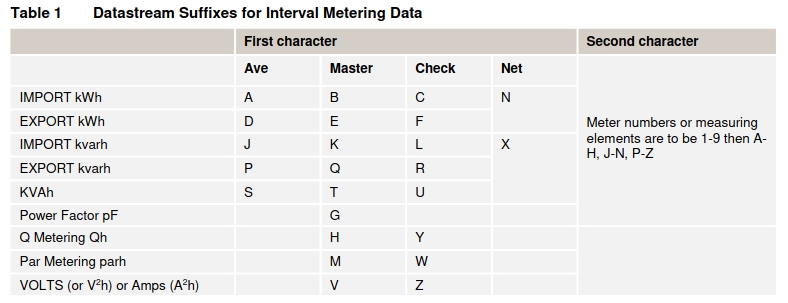 Table 1 Datastream Suffixes for Interval Metering Data
First character Second character
Ave Master Check Net
IMPORT kWh A B C N
EXPORT kWh D E F
IMPORT kvarh J K L X
EXPORT kvarh P Q R
KVAh S T U
Meter numbers or measuring
elements are to be 1-9 then A-
H, J-N, P-Z
Power Factor pF G
Q Metering Qh H Y
Par Metering parh M W
VOLTS (or V²h) or Amps (A²h) V Z